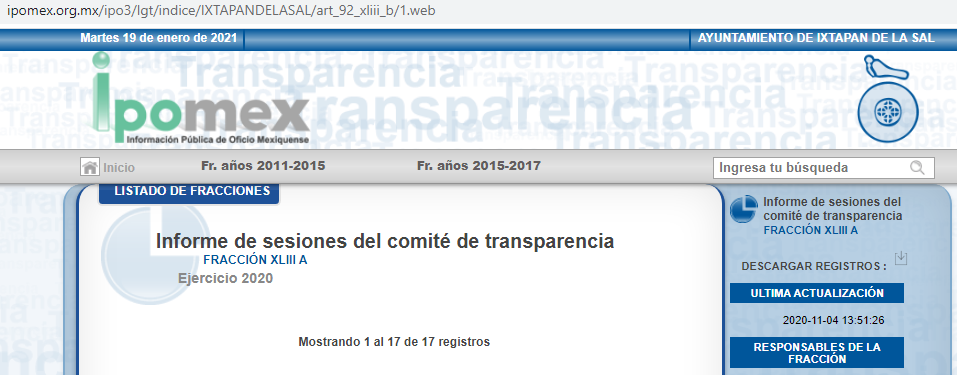 ipomex.org.mx/ipo3/lgt/indice/IXTAPANDELASAL/art_92_xliii_b/1.web
Martes 19 de enero de 2021
AYUNTAMIENTO DE IXTAPAN DE LA SAL
Transparencia
Transparencia
Transparencia
ipomex
Información Pública de Oficio Mexiquense
Inicio
Fr. años 2011-2015
Fr. años 2015-2017
Ingresa tu búsqueda
LISTADO DE FRACCIONES
Informe de sesiones del comité de transparencia
FRACCIÓN XLIII A
Ejercicio 2020
Mostrando 1 al 17 de 17 registros
Informe de sesiones del
comité de transparencia
FRACCIÓN XLIII A
DESCARGAR REGISTROS :
ULTIMA ACTUALIZACIÓN
2020-11-04 13:51:26
RESPONSABLES DE LA
FRACCIÓN